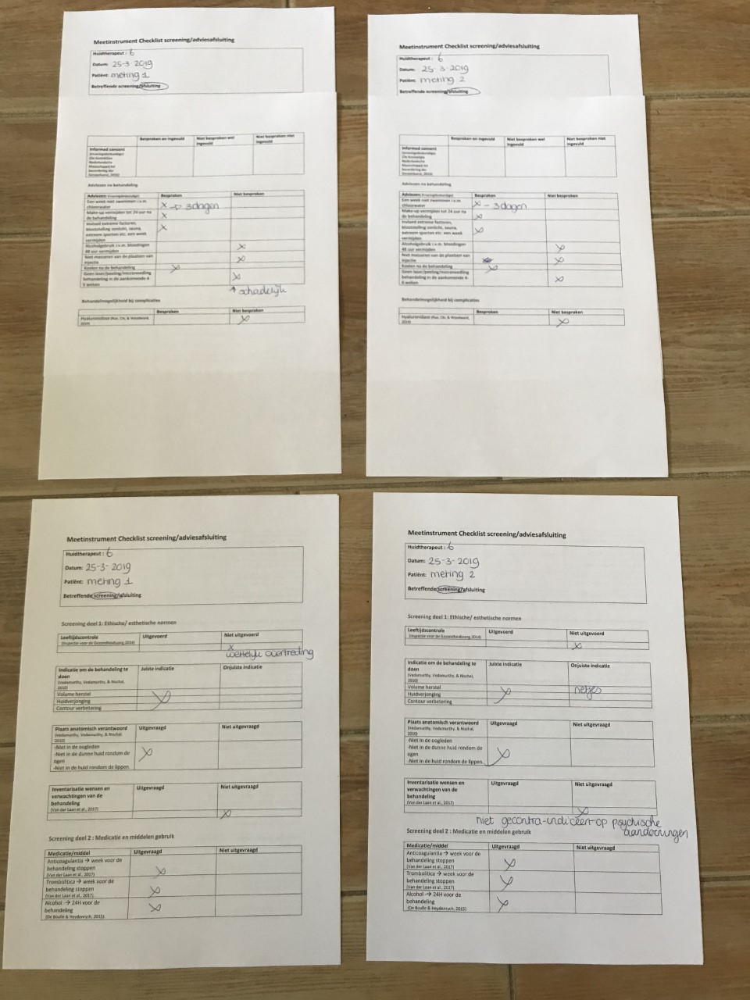 Meetinstrument Checklist screening/adviesafsluiting
Huidtherapeut : 6
Datum: 25-3-2019
Patiënt: meting 1
Betreffende screening/afsluiting
Besproken en ingevuld Niet besproken wel ingevuld Niet besproken niet ingevuld
Informed consent
Nederlandsche
Maatschappij tot
bevordering der
Adviezen na behandeling
Adviezen: Besproken Niet besproken
Een week niet zwemmen i.v.m. chloorwater X → 3 dagen
Make-up vermijden tot 24 uur na de behandeling X
Invloed extreme factoren, blootstelling zonlicht, sauna, extreem sporten etc. een week vermijden X
Alcoholgebruik i.v.m. bloedingen 48 uur vermijden X
Niet masseren van de plaatsen van injectie X
Koelen na de behandeling X
Geen laser/peeling/microneedling behandeling in de aankomende 4-6 weken X
↑ schadelijk
Behandelmogelijkheid bij complicaties
Besproken Niet besproken
Hyaluronidase X
Meetinstrument Checklist screening/adviesafsluiting
Huidtherapeut : 6
Datum: 25-3-2019
Patiënt: meting 2
Betreffende screening/afsluiting
Besproken en ingevuld Niet besproken wel ingevuld Niet besproken niet ingevuld
Informed consent
Nederlandsche
Maatschappij tot
bevordering der
Adviezen na behandeling
Adviezen: Besproken Niet besproken
Een week niet zwemmen i.v.m. chloorwater X – 3 dagen
Make-up vermijden tot 24 uur na de behandeling X
Invloed extreme factoren, blootstelling zonlicht, sauna, extreem sporten etc. een week vermijden X
Alcoholgebruik i.v.m. bloedingen 48 uur vermijden X
Niet masseren van de plaatsen van injectie X
Koelen na de behandeling X
Geen laser/peeling/microneedling behandeling in de aankomende 4-6 weken X
Behandelmogelijkheid bij complicaties
Besproken Niet besproken
Hyaluronidase X
Meetinstrument Checklist screening/adviesafsluiting
Huidtherapeut : 6
Datum: 25-3-2019
Patiënt: meting 1
Betreffende screening/afsluiting
Screening deel 1: Ethische/ esthetische normen
Leeftijdscontrole Uitgevoerd Niet uitgevoerd
(Inspectie voor de Gezondheidszorg, 2014)
X
wettelijk overtreding
Indicatie om de behandeling te doen Juiste indicatie Onjuiste indicatie
(Vedamurthy, Vedamurthy, & Nischal, 2010)
Volume herstel
Huidverjonging X
Contour verbetering
Plaats anatomisch verantwoord Uitgevraagd Niet uitgevraagd
(Vedamurthy, Vedamurthy, & Nischal, 2010)
-Niet in de oogleden
-Niet in de dunne huid rondom de ogen X
-Niet in de huid rondom de lippen.
Inventarisatie wensen en verwachtingen van de behandeling Uitgevraagd Niet uitgevraagd
(Van der Laan et al., 2017)
X
Screening deel 2 : Medicatie en middelen gebruik
Medicatie/middel Uitgevraagd Niet uitgevraagd
Anticoagulantia → week voor de behandeling stoppen X
(Van der Laan et al., 2017)
Trombolitica → week voor de behandeling stoppen X
(Van der Laan et al., 2017)
Alcohol → 24H voor de behandeling X
(De Boulle & Heydenrych, 2015)
Meetinstrument Checklist screening/adviesafsluiting
Huidtherapeut : 6
Datum: 25-3-2019
Patiënt: meting 2
Betreffende screening/afsluiting
Screening deel 1: Ethische/ esthetische normen
Leeftijdscontrole Uitgevoerd Niet uitgevoerd
(Inspectie voor de Gezondheidszorg, 2014)
X
Indicatie om de behandeling te doen Juiste indicatie Onjuiste indicatie
(Vedamurthy, Vedamurthy, & Nischal, 2010)
Volume herstel netjes
Huidverjonging X
Contour verbetering
Plaats anatomisch verantwoord Uitgevraagd Niet uitgevraagd
(Vedamurthy, Vedamurthy, & Nischal, 2010)
-Niet in de oogleden
-Niet in de dunne huid rondom de ogen X
-Niet in de huid rondom de lippen.
Inventarisatie wensen en verwachtingen van de behandeling Uitgevraagd Niet uitgevraagd
(Van der Laan et al., 2017)
X
niet gecontra-indiceert op psychische aandoeningen
Screening deel 2 : Medicatie en middelen gebruik
Medicatie/middel Uitgevraagd Niet uitgevraagd
Anticoagulantia → week voor de behandeling stoppen X
(Van der Laan et al., 2017)
Trombolitica → week voor de behandeling stoppen X
(Van der Laan et al., 2017)
Alcohol → 24H voor de behandeling X
(De Boulle & Heydenrych, 2015)